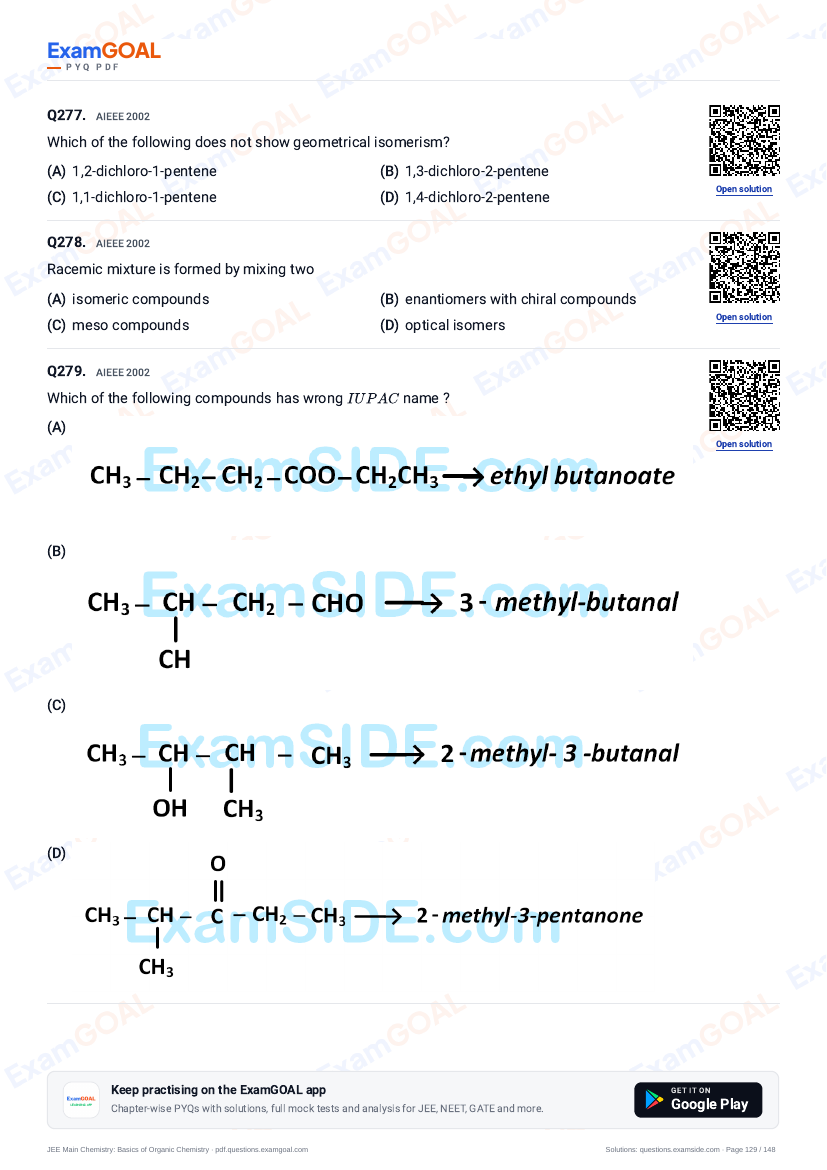 ExamGOAL
PYQ PDF
Q277. AIEEE 2002
Which of the following does not show geometrical isomerism?
(A) 1,2-dichloro-1-pentene (B) 1,3-dichloro-2-pentene
(C) 1,1-dichloro-1-pentene (D) 1,4-dichloro-2-pentene
Open solution
Q278. AIEEE 2002
Racemic mixture is formed by mixing two
(A) isomeric compounds (B) enantiomers with chiral compounds
(C) meso compounds (D) optical isomers
Open solution
Q279. AIEEE 2002
Which of the following compounds has wrong IUPAC name ?
Open solution
(A)
ExamSIDE.com
CH₃ – CH₂ – CH₂ – COO – CH₂CH₃ ⟶ ethyl butanoate
(B)
ExamSIDE.com
CH₃ – CH – CH₂ – CHO ⟶ 3 - methyl-butanal
|
CH
(C)
ExamSIDE.com
CH₃ – CH – CH – CH₃ ⟶ 2 - methyl- 3 -butanal
| |
OH CH₃
(D)
O
||
ExamSIDE.com
CH₃ – CH – C – CH₂ – CH₃ ⟶ 2 - methyl-3-pentanone
|
CH₃
Keep practising on the ExamGOAL app
Chapter-wise PYQs with solutions, full mock tests and analysis for JEE, NEET, GATE and more.
GET IT ON
Google Play
JEE Main Chemistry: Basics of Organic Chemistry · pdf.questions.examgoal.com
Solutions: questions.examside.com · Page 129 / 148